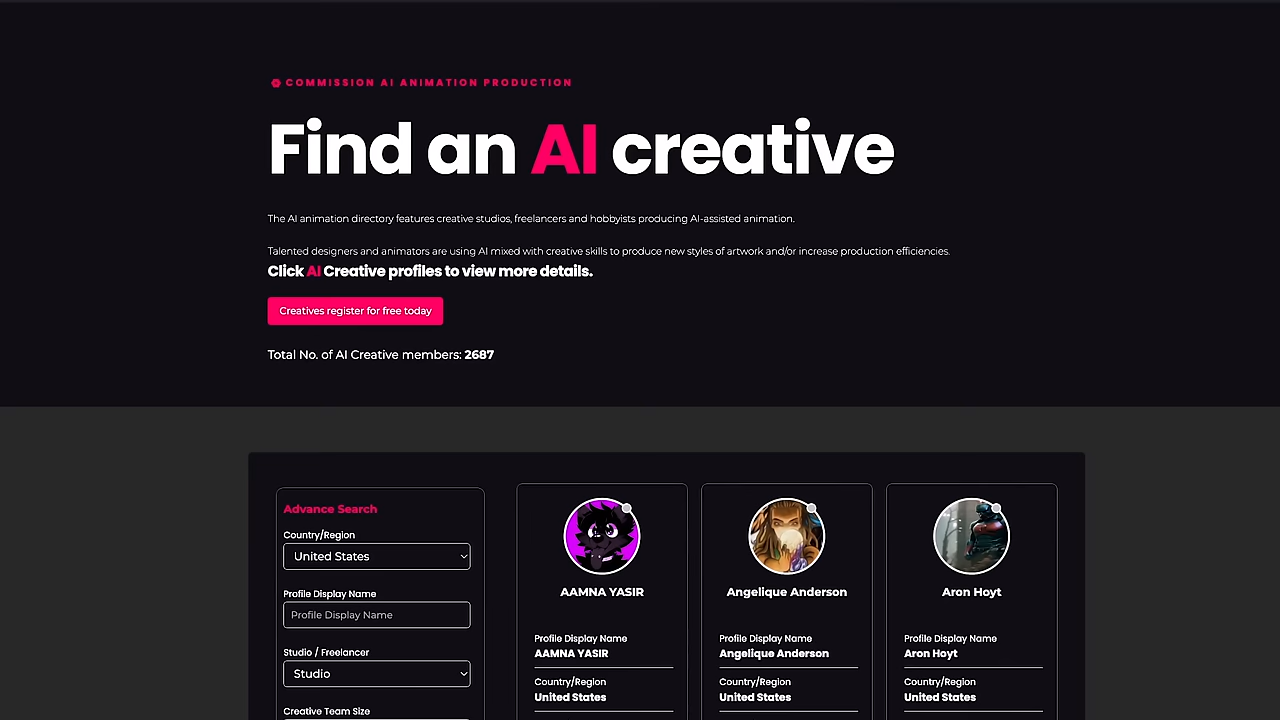 COMMISSION AI ANIMATION PRODUCTION
Find an AI creative
The AI animation directory features creative studios, freelancers and hobbyists producing AI-assisted animation.
Talented designers and animators are using AI mixed with creative skills to produce new styles of artwork and/or increase production efficiencies.
Click AI Creative profiles to view more details.
Creatives register for free today
Total No. of AI Creative members: 2687
Advance Search
Country/Region
United States
Profile Display Name
Profile Display Name
Studio / Freelancer
Studio
Creative Team Size
AAMNA YASIR
Profile Display Name
AAMNA YASIR
Country/Region
United States
Angelique Anderson
Profile Display Name
Angelique Anderson
Country/Region
United States
Aron Hoyt
Profile Display Name
Aron Hoyt
Country/Region
United States